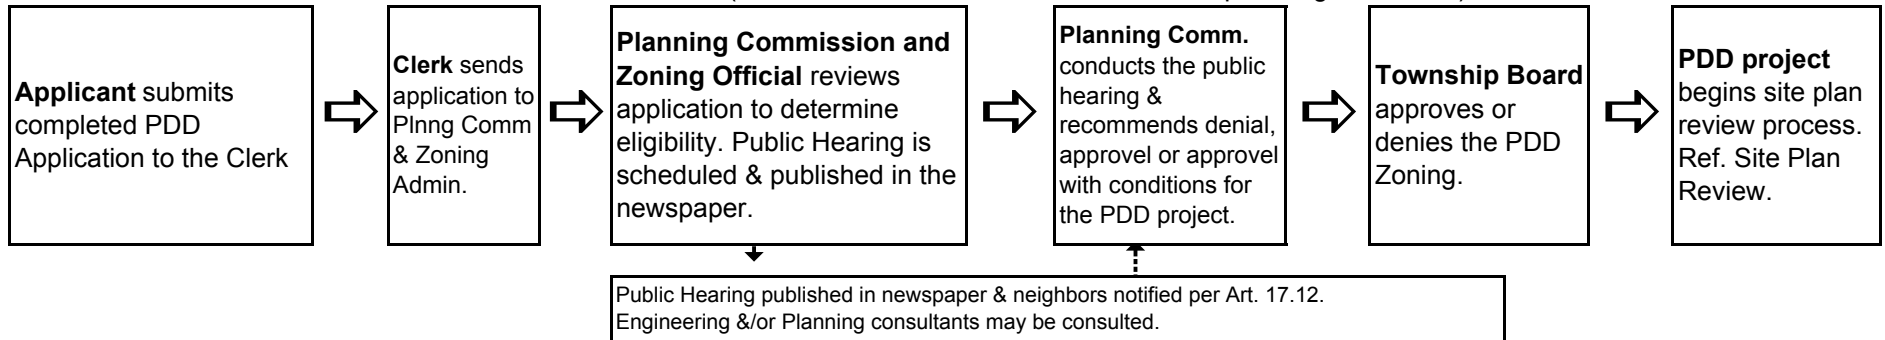 Applicant submits
completed PDD
Application to the Clerk
Clerk sends
application to
Plnng Comm
& Zoning
Admin.
Planning Commission and
Zoning Official reviews
application to determine
eligibility. Public Hearing is
scheduled & published in the
newspaper.
Planning Comm.
conducts the public
hearing &
recommends denial,
approvel or approvel
with conditions for
the PDD project.
Township Board
approves or
denies the PDD
Zoning.
PDD project
begins site plan
review process.
Ref. Site Plan
Review.
Public Hearing published in newspaper & neighbors notified per Art. 17.12.
Engineering &/or Planning consultants may be consulted.